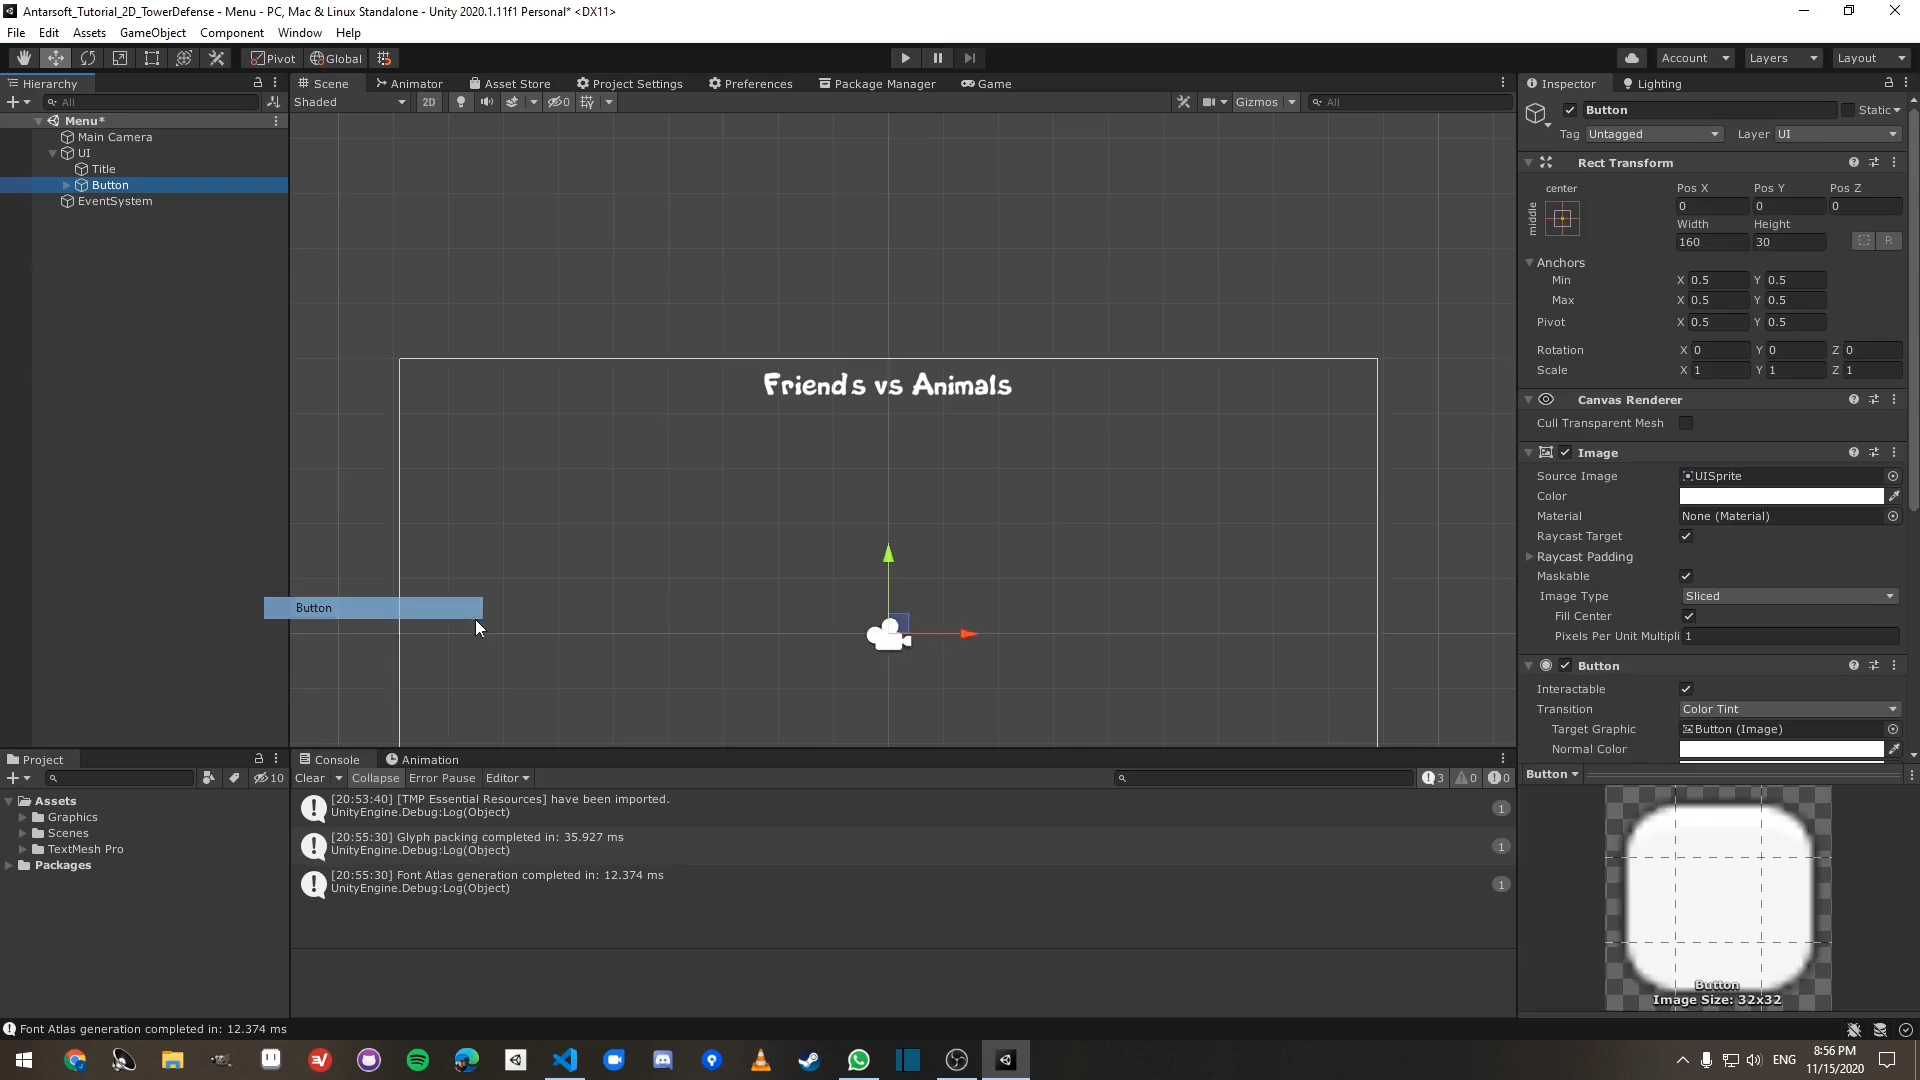 Antarsoft_Tutorial_2D_TowerDefense - Menu - PC, Mac & Linux Standalone - Unity 2020.1.11f1 Personal* <DX11>
File Edit Assets GameObject Component Window Help
Pivot Global Account Layers Layout
Hierarchy
All
Menu*
Main Camera
UI
Title
Button
EventSystem
Scene Animator Asset Store Project Settings Preferences Package Manager Game
Shaded 2D 0 Gizmos All
Friends vs Animals
Button
Inspector Lighting
Button Static
Tag Untagged Layer UI
Rect Transform
center
middle
Pos X Pos Y Pos Z
0 0 0
Width Height
160 30 R
Anchors
Min X 0.5 Y 0.5
Max X 0.5 Y 0.5
Pivot X 0.5 Y 0.5
Rotation X 0 Y 0 Z 0
Scale X 1 Y 1 Z 1
Canvas Renderer
Cull Transparent Mesh
Image
Source Image UISprite
Color
Material None (Material)
Raycast Target
Raycast Padding
Maskable
Image Type Sliced
Fill Center
Pixels Per Unit Multipli 1
Button
Interactable
Transition Color Tint
Target Graphic Button (Image)
Normal Color
Button
Button
Image Size: 32x32
Project
10
Assets
Graphics
Scenes
TextMesh Pro
Packages
Console Animation
Clear Collapse Error Pause Editor 3 0 0
[20:53:40] [TMP Essential Resources] have been imported.
UnityEngine.Debug:Log(Object)
1
[20:55:30] Glyph packing completed in: 35.927 ms
UnityEngine.Debug:Log(Object)
1
[20:55:30] Font Atlas generation completed in: 12.374 ms
UnityEngine.Debug:Log(Object)
1
Font Atlas generation completed in: 12.374 ms
ENG
8:56 PM
11/15/2020